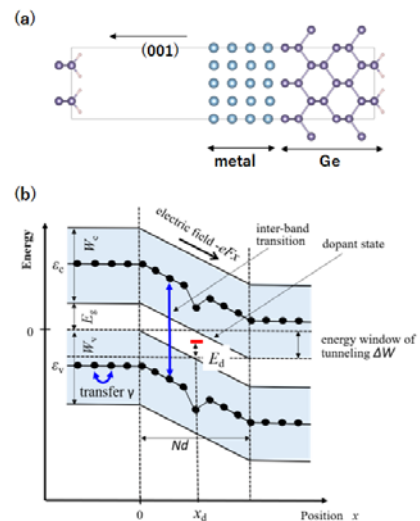 (a)
(001)
metal
Ge
(b)
Energy
electric field -eFx
inter-band
transition
dopant state
W_c
ε_c
E_g
0
W_v
E_d
energy window of
tunneling ΔW
ε_v
transfer γ
Nd
0
x_d
Position x